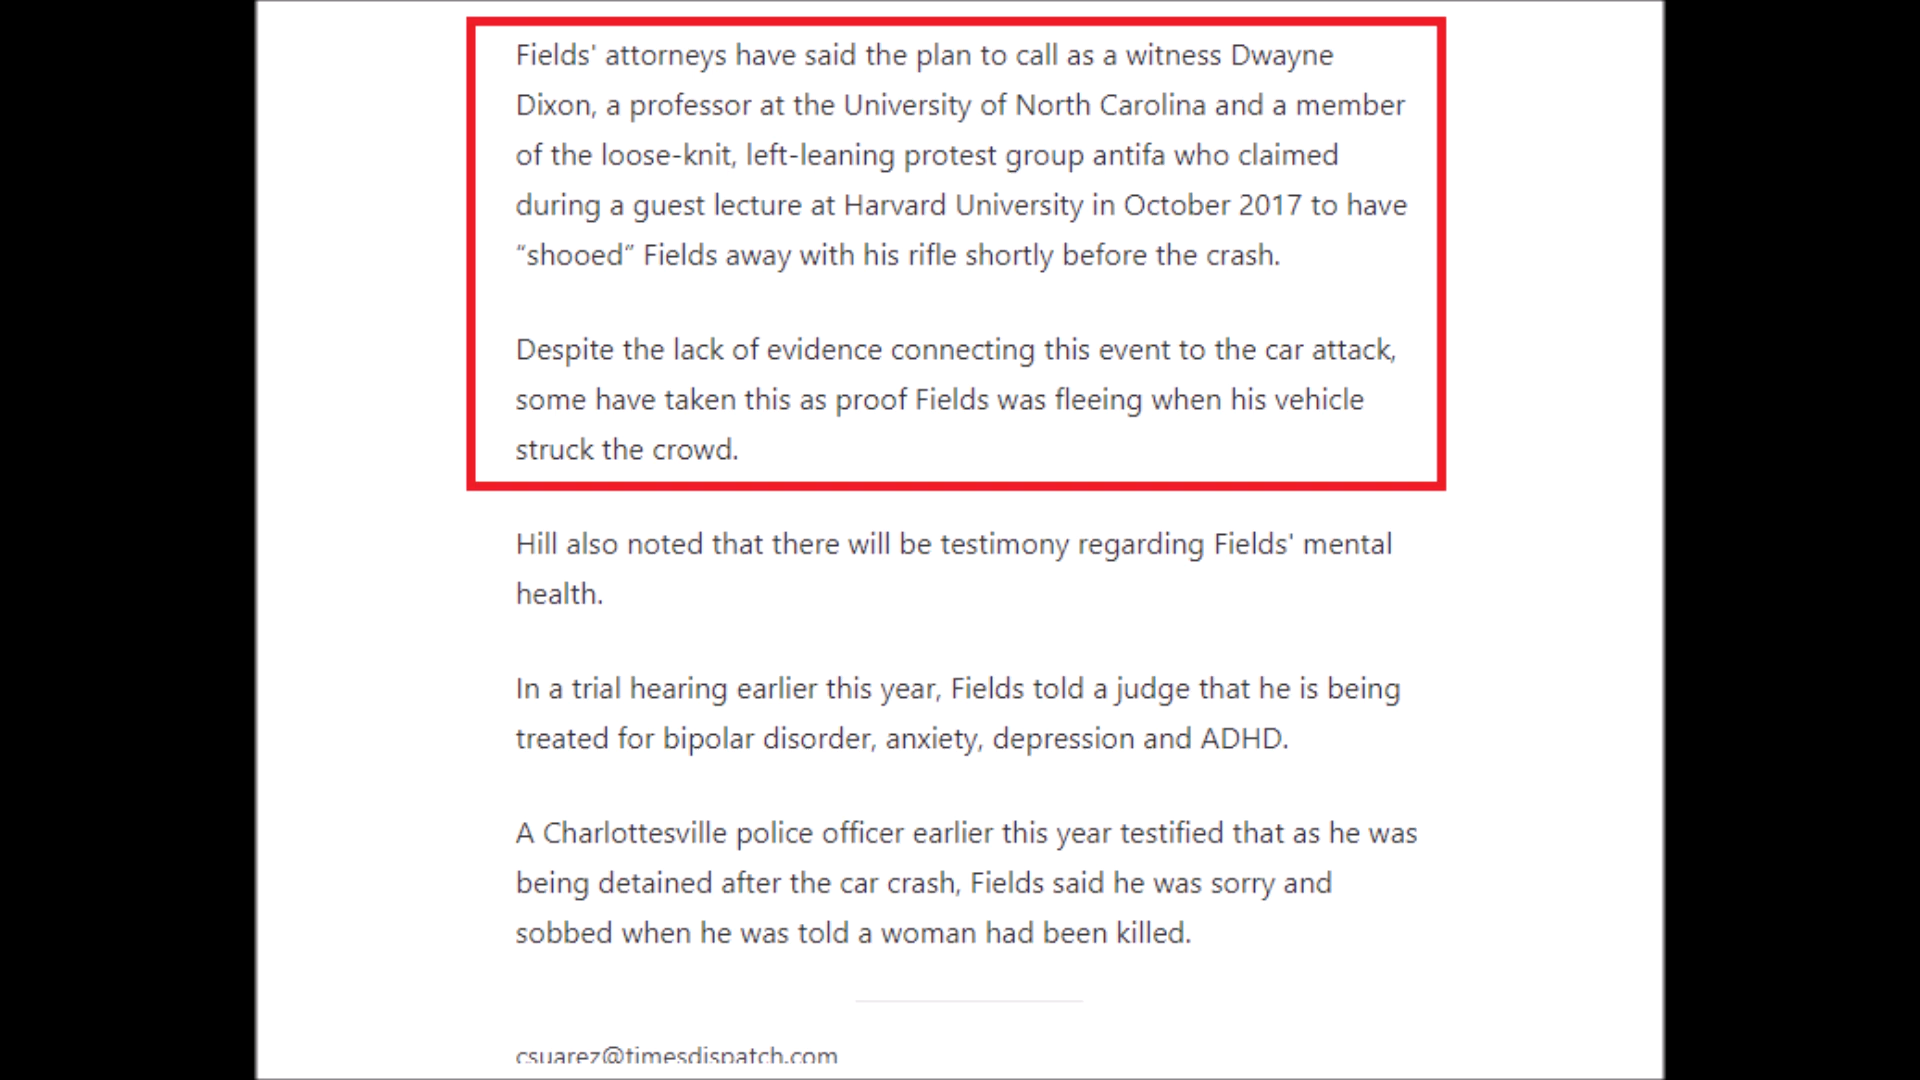 Fields' attorneys have said the plan to call as a witness Dwayne
Dixon, a professor at the University of North Carolina and a member
of the loose-knit, left-leaning protest group antifa who claimed
during a guest lecture at Harvard University in October 2017 to have
“shooed” Fields away with his rifle shortly before the crash.
Despite the lack of evidence connecting this event to the car attack,
some have taken this as proof Fields was fleeing when his vehicle
struck the crowd.
Hill also noted that there will be testimony regarding Fields' mental
health.
In a trial hearing earlier this year, Fields told a judge that he is being
treated for bipolar disorder, anxiety, depression and ADHD.
A Charlottesville police officer earlier this year testified that as he was
being detained after the car crash, Fields said he was sorry and
sobbed when he was told a woman had been killed.
csuarez@timesdispatch.com